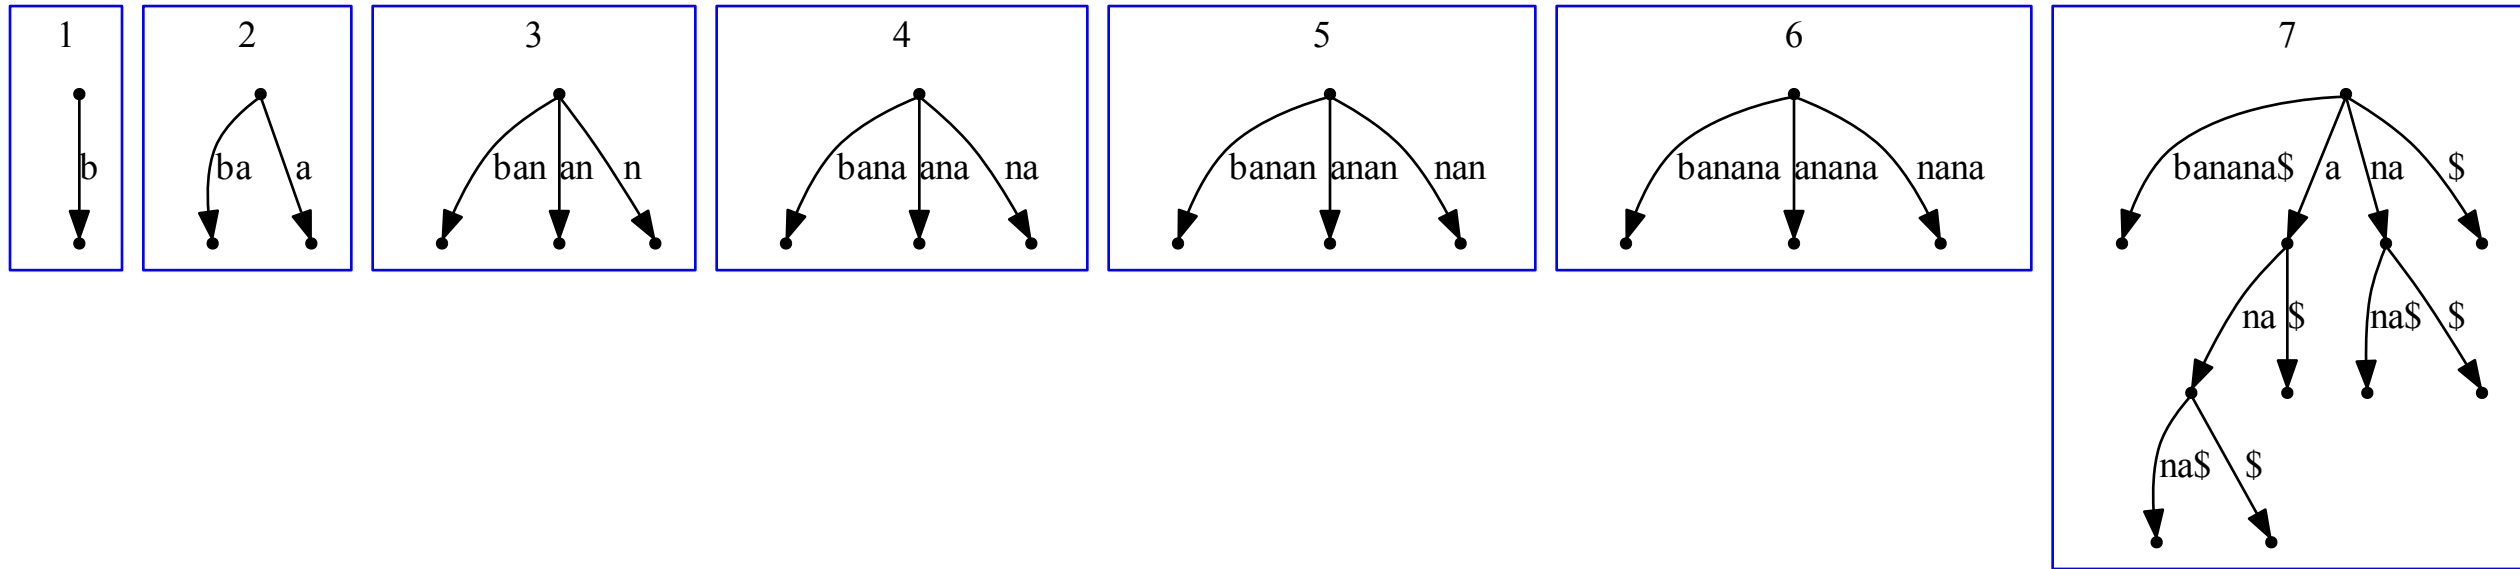 1 2 3 4 5 6 7
b ba a ban an n bana ana na banan anan nan banana anana nana banana$ a na $
na $ na$ $
na$ $